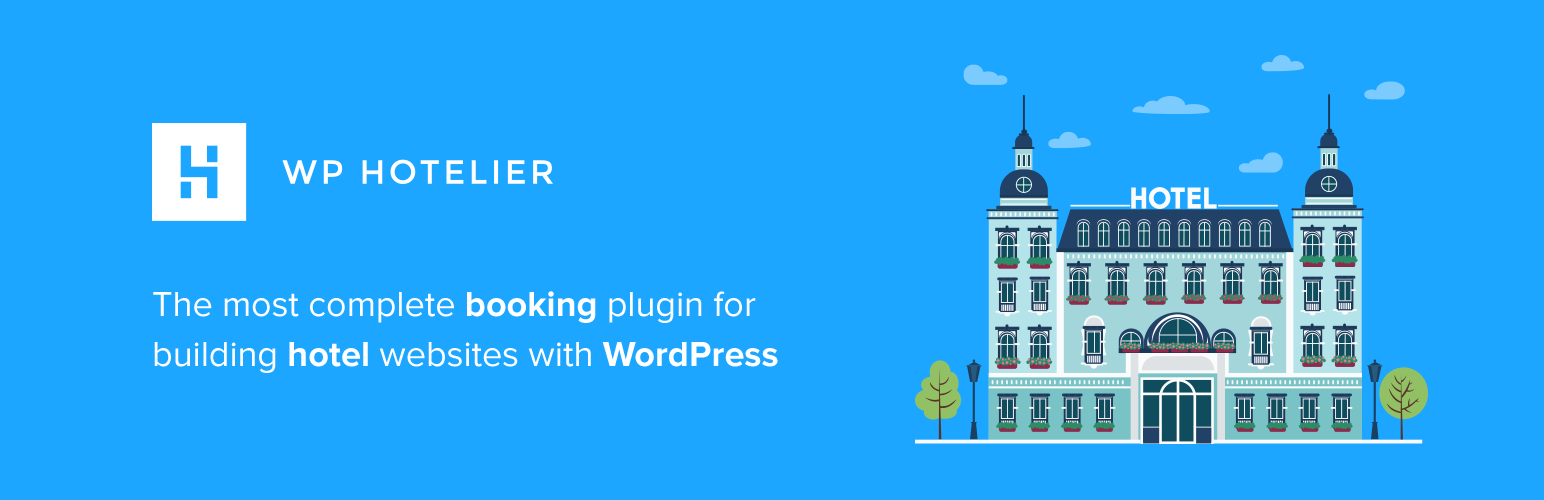 WP HOTELIER
The most complete booking plugin for
building hotel websites with WordPress
HOTEL